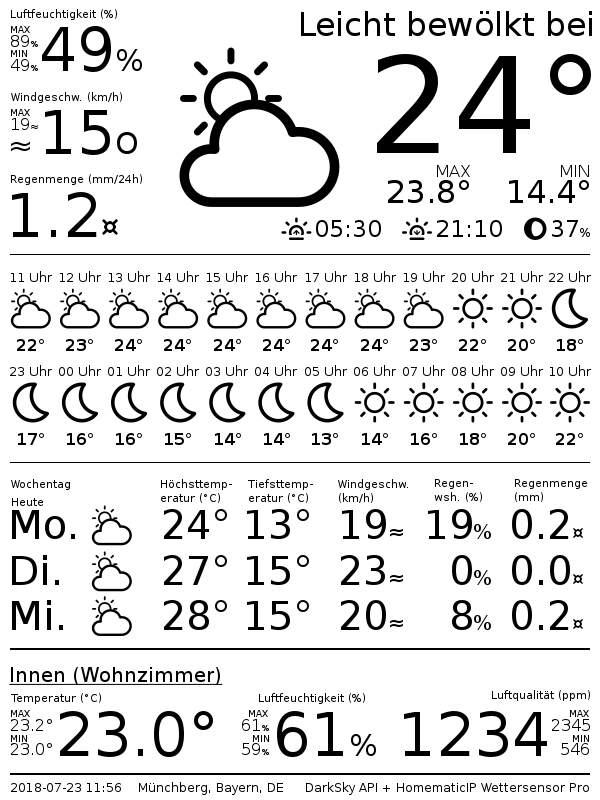 Luftfeuchtigkeit (%)
MAX
89%
MIN
49%
49%
Leicht bewölkt bei
24°
Windgeschw. (km/h)
MAX
19≈
≈ 15o
MAX
23.8°
MIN
14.4°
Regenmenge (mm/24h)
1.2¤
05:30 21:10 37%
11 Uhr 12 Uhr 13 Uhr 14 Uhr 15 Uhr 16 Uhr 17 Uhr 18 Uhr 19 Uhr 20 Uhr 21 Uhr 22 Uhr
22° 23° 24° 24° 24° 24° 24° 24° 23° 22° 20° 18°
23 Uhr 00 Uhr 01 Uhr 02 Uhr 03 Uhr 04 Uhr 05 Uhr 06 Uhr 07 Uhr 08 Uhr 09 Uhr 10 Uhr
17° 16° 16° 15° 14° 14° 13° 14° 16° 18° 20° 22°
Wochentag Höchsttemp- Tiefsttemp- Windgeschw. Regen- Regenmenge
eratur (°C) eratur (°C) (km/h) wsh. (%) (mm)
Heute
Mo. 24° 13° 19≈ 19% 0.2¤
Di. 27° 15° 23≈ 0% 0.0¤
Mi. 28° 15° 20≈ 8% 0.2¤
Innen (Wohnzimmer)
Temperatur (°C)
MAX
23.2°
MIN
23.0°
23.0°
Luftfeuchtigkeit (%)
MAX
61%
MIN
59%
61%
Luftqualität (ppm)
1234
MAX
2345
MIN
546
2018-07-23 11:56 Münchberg, Bayern, DE DarkSky API + HomematicIP Wettersensor Pro